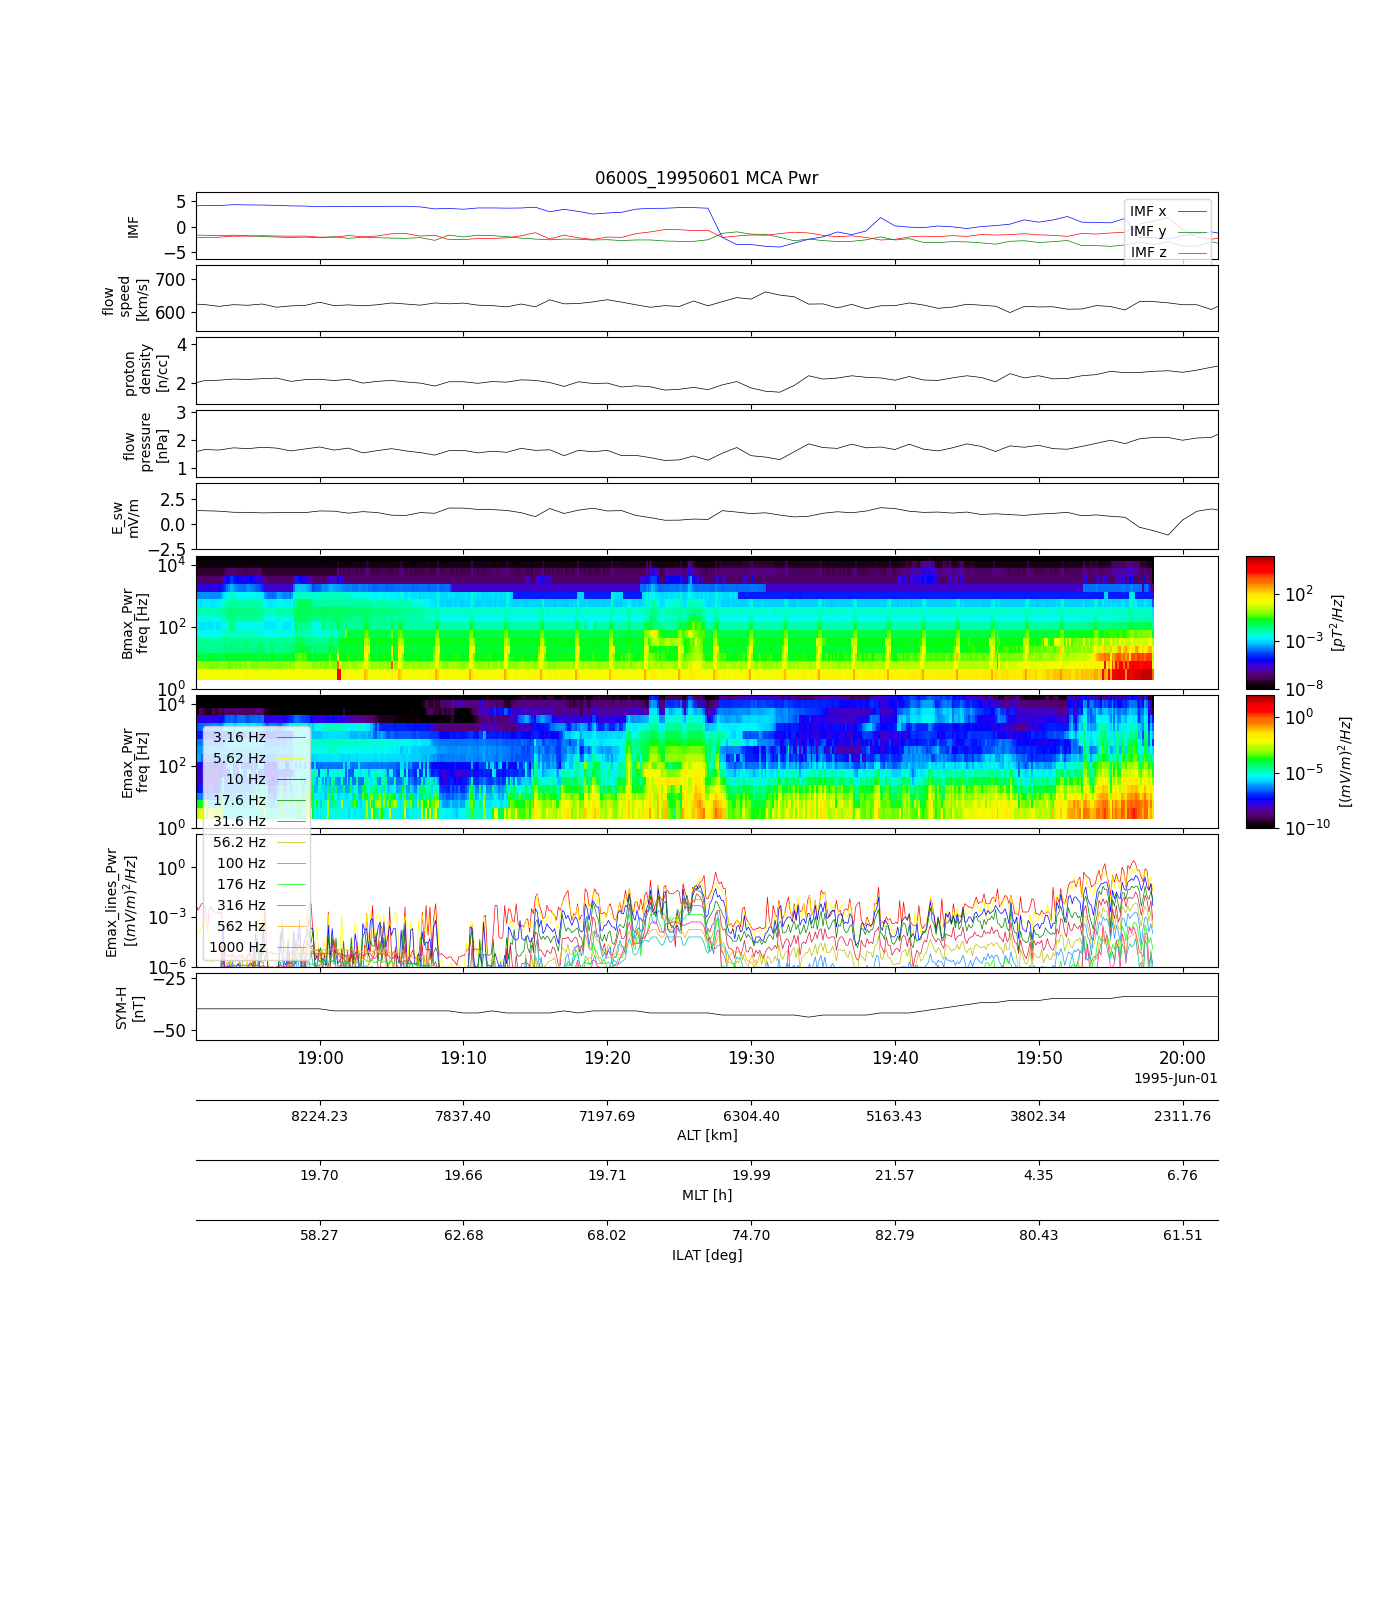 0600S_19950601 MCA Pwr
5
0
−5
IMF
IMF x
IMF y
IMF z
700
600
flow
speed
[km/s]
4
2
proton
density
[n/cc]
3
2
1
flow
pressure
[nPa]
2.5
0.0
−2.5
E_sw
mV/m
10^4
10^2
10^0
Bmax_Pwr
freq [Hz]
10^2
10^−3
10^−8
[pT^2/Hz]
10^4
10^2
10^0
Emax_Pwr
freq [Hz]
10^0
10^−5
10^−10
[(mV/m)^2/Hz]
3.16 Hz
5.62 Hz
10 Hz
17.6 Hz
31.6 Hz
56.2 Hz
100 Hz
176 Hz
316 Hz
562 Hz
1000 Hz
10^0
10^−3
10^−6
Emax_lines_Pwr
[(mV/m)^2/Hz]
−25
−50
SYM-H
[nT]
19:00 19:10 19:20 19:30 19:40 19:50 20:00
1995-Jun-01
8224.23 7837.40 7197.69 6304.40 5163.43 3802.34 2311.76
ALT [km]
19.70 19.66 19.71 19.99 21.57 4.35 6.76
MLT [h]
58.27 62.68 68.02 74.70 82.79 80.43 61.51
ILAT [deg]